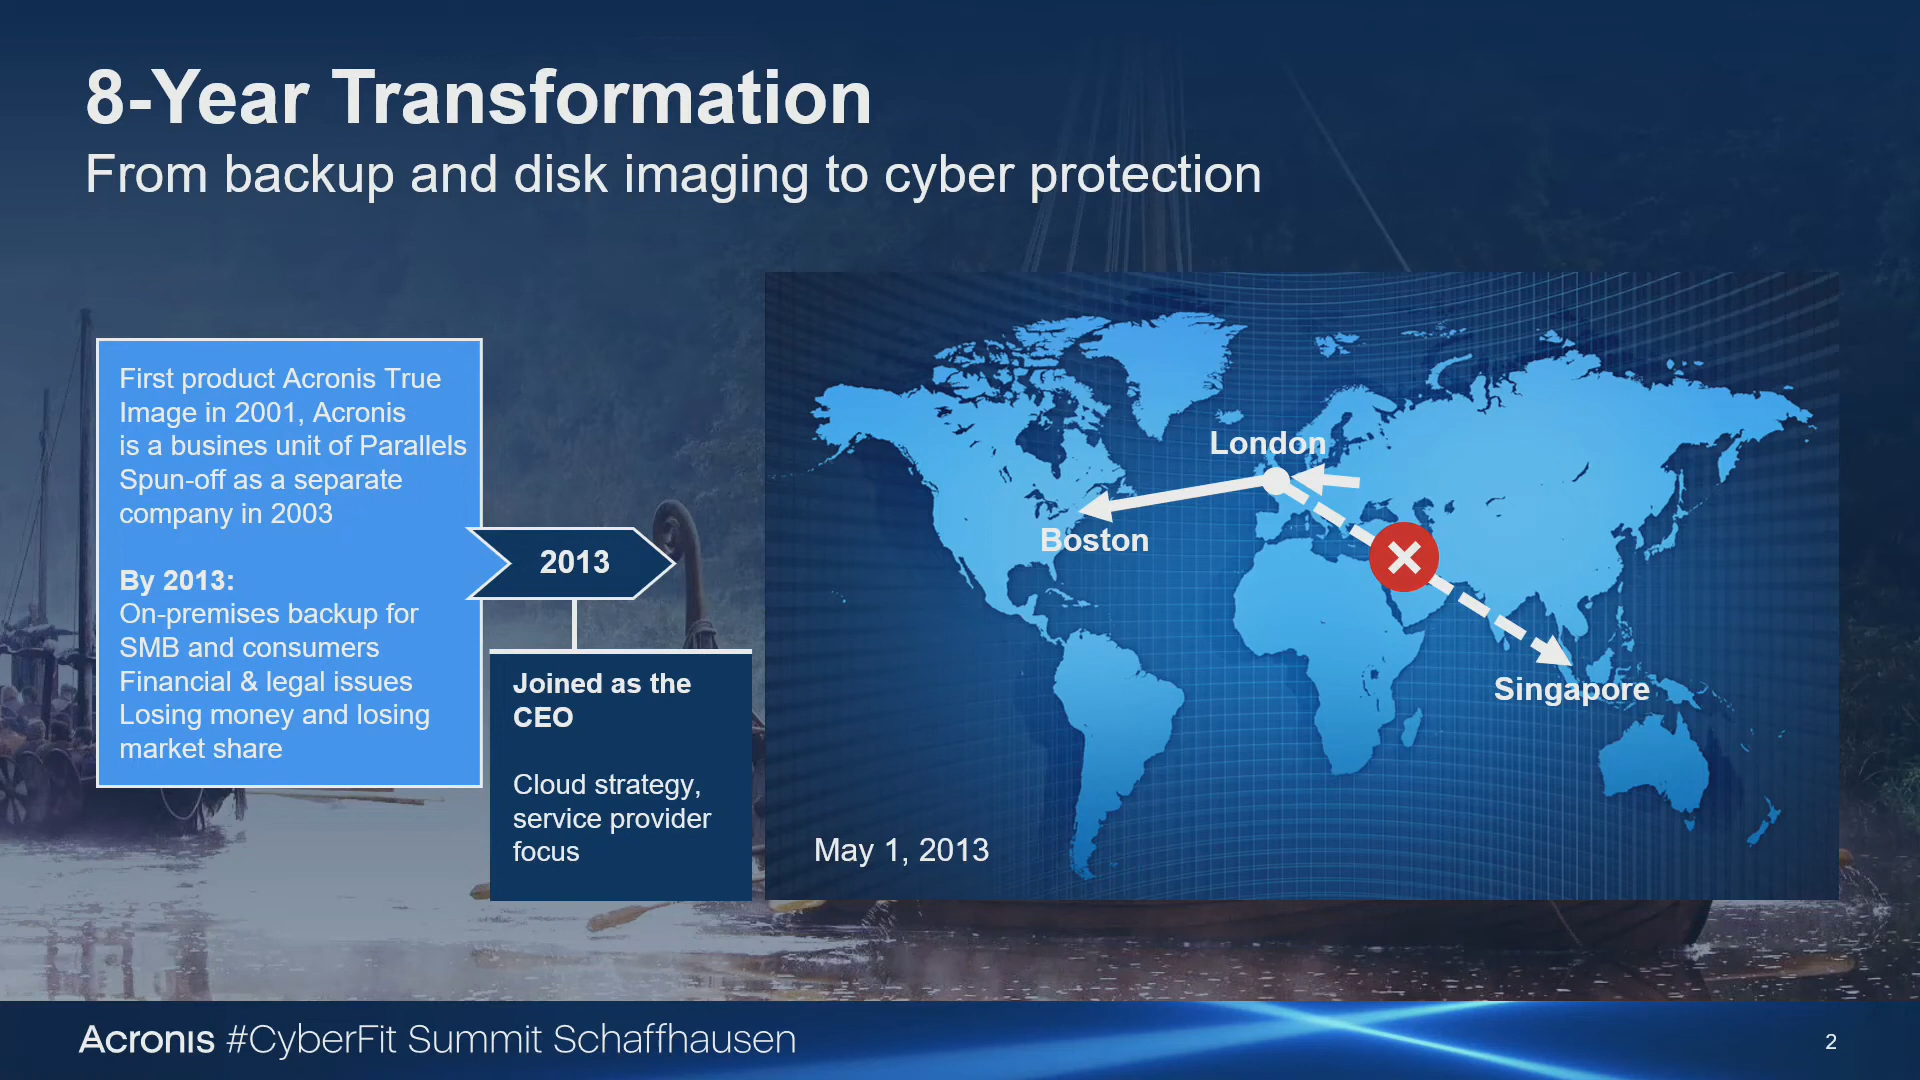 8-Year Transformation
From backup and disk imaging to cyber protection
First product Acronis True
Image in 2001, Acronis
is a busines unit of Parallels
Spun-off as a separate
company in 2003
By 2013:
On-premises backup for
SMB and consumers
Financial & legal issues
Losing money and losing
market share
2013
Joined as the
CEO
Cloud strategy,
service provider
focus
London
Boston
Singapore
May 1, 2013
Acronis #CyberFit Summit Schaffhausen
2